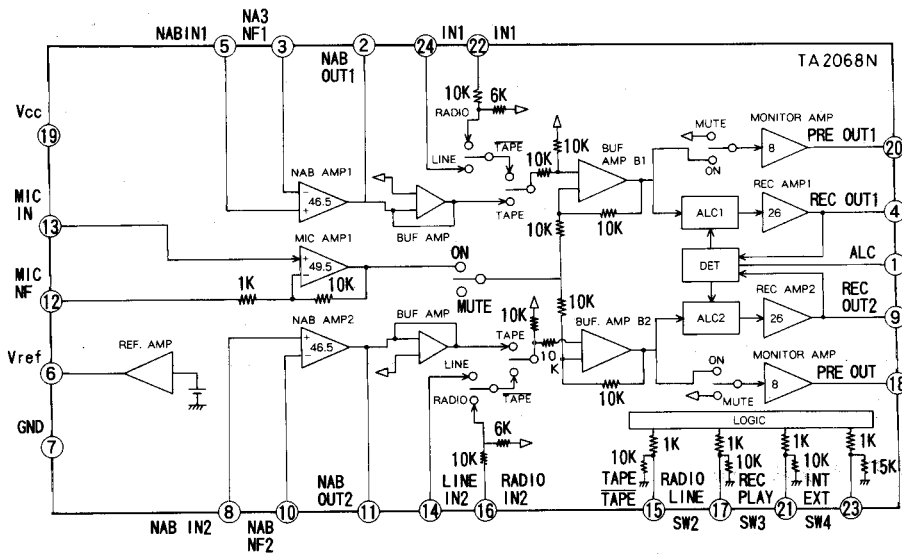 NABIN1
NA3
NF1
IN1
IN1
5
3
2
24
22
NAB
OUT1
TA2068N
10K
6K
RADIO
MUTE
MONITOR AMP
Vcc
TAPE
10K
BUF
AMP B1
8
PRE OUT1
19
LINE
10K
ON
20
NAB AMP1
MIC
IN
46.5
TAPE
REC AMP1
REC OUT1
BUF AMP
10K
10K
ALC1
26
4
13
MIC AMP1
ON
49.5
DET
ALC
1
MIC
NF
1K
10K
MUTE
10K
REC AMP2
REC
OUT2
12
NAB AMP2
BUF AMP
10K
BUF. AMP B2
ALC2
26
9
Vref
REF. AMP
46.5
TAPE
10
K
ON
MONITOR AMP
6
LINE
8
PRE OUT
RADIO
TAPE
10K
MUTE
18
GND
6K
LOGIC
7
10K
1K
1K
1K
1K
NAB
OUT2
LINE
IN2
RADIO
IN2
10K
TAPE
TAPE
RADIO
LINE
10K
REC
PLAY
10K
INT
EXT
15K
8
10
11
14
16
15
SW2
17
SW3
21
SW4
23
NAB IN2
NAB
NF2